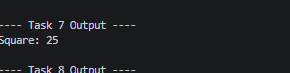 ---- Task 7 Output ----
Square: 25
---- Task 8 Output ----